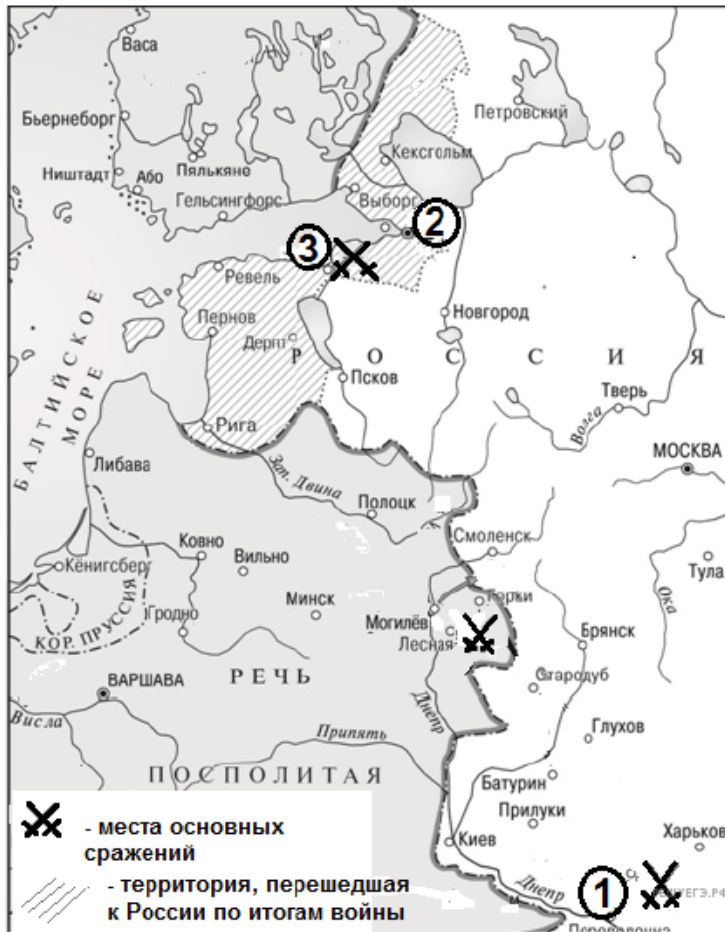 Васа
Бьернеборг
Петровский
Кексгольм
Ништадт
Або
Пялькяне
Гельсингфорс
Выборг
2
3
Ревель
Новгород
Пернов
Дерпт
РОССИЯ
Псков
Тверь
Волга
БАЛТИЙСКОЕ
МОРЕ
Рига
МОСКВА
Либава
Зап. Двина
Полоцк
Смоленск
Ковно
Вильно
Тула
Кёнигсберг
Ока
Минск
Горки
КОР. ПРУССИЯ
Гродно
Могилёв
Лесная
Брянск
РЕЧЬ
Стародуб
ВАРШАВА
Днепр
Висла
Припять
Глухов
ПОСПОЛИТАЯ
Батурин
Прилуки
- места основных
сражений
Киев
Харьков
- территория, перешедшая
к России по итогам войны
Днепр
1